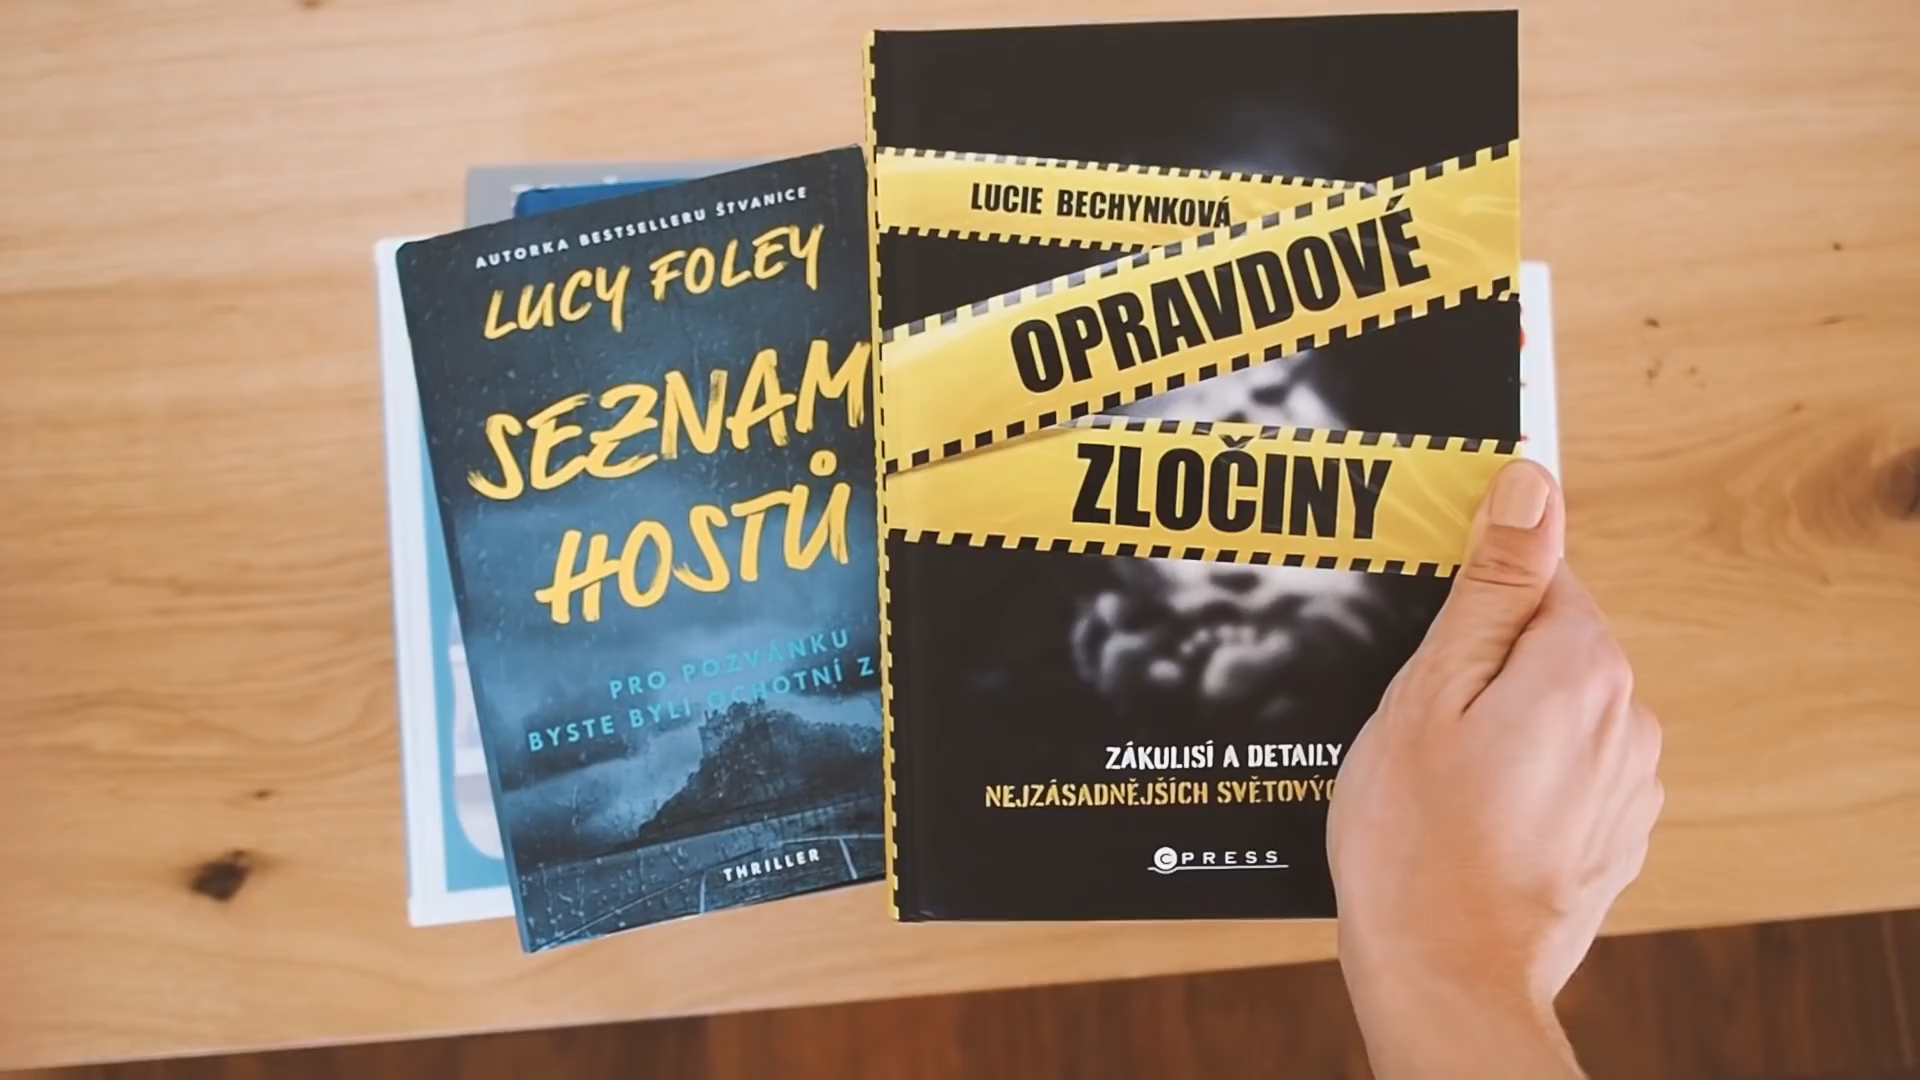 AUTORKA BESTSELLERU ŠTVANICE
LUCY FOLEY
SEZNAM
HOSTŮ
PRO POZVÁNKU
BYSTE BYLI OCHOTNÍ
THRILLER
LUCIE BECHYNKOVÁ
OPRAVDOVÉ
ZLOČINY
ZÁKULISÍ A DETAILY
NEJZÁSADNĚJŠÍCH
CPRESS